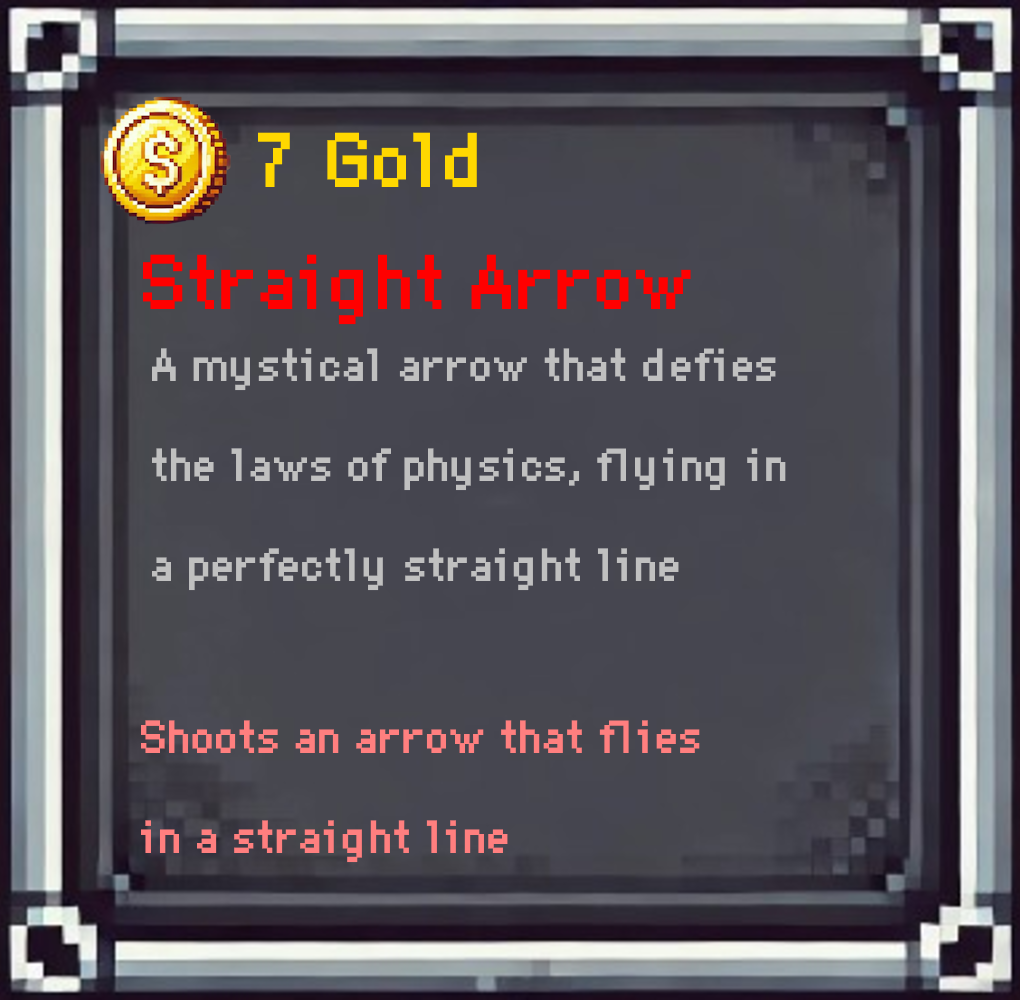 $ 7 Gold
Straight Arrow
A mystical arrow that defies
the laws of physics, flying in
a perfectly straight line
Shoots an arrow that flies
in a straight line